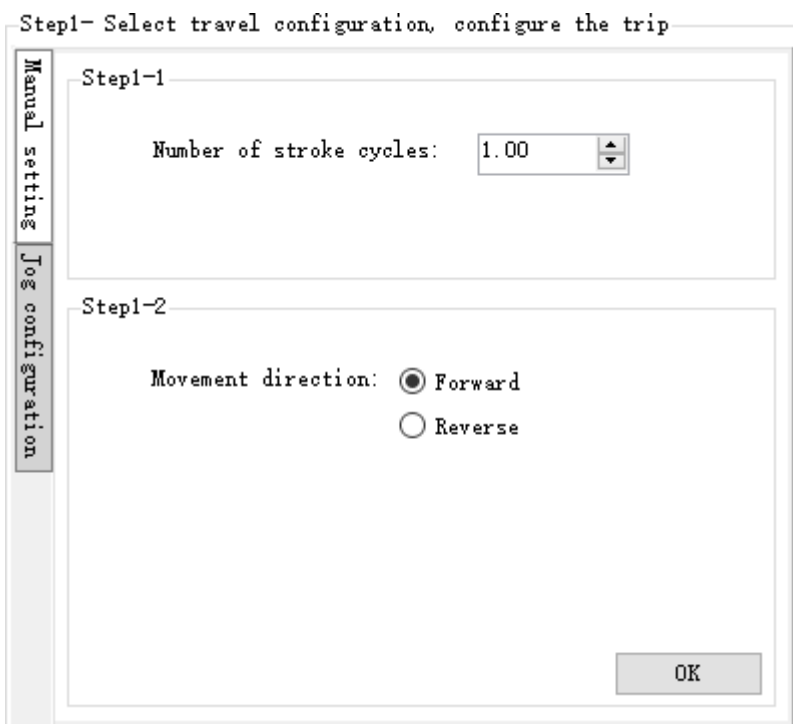 Step1- Select travel configuration, configure the trip
Manual setting
Jog configuration
Step1-1
Number of stroke cycles: 1.00
Step1-2
Movement direction: Forward
Reverse
OK